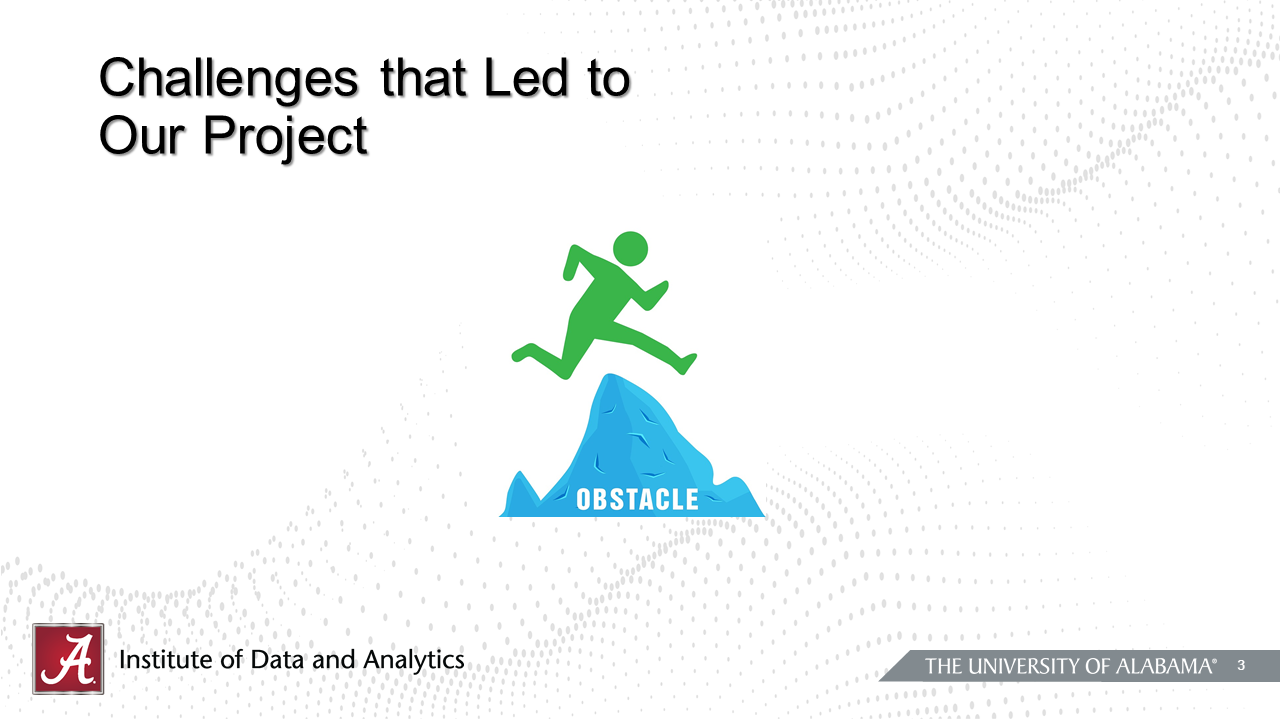 Challenges that Led to
Our Project
OBSTACLE
A
Institute of Data and Analytics
THE UNIVERSITY OF ALABAMA®
3